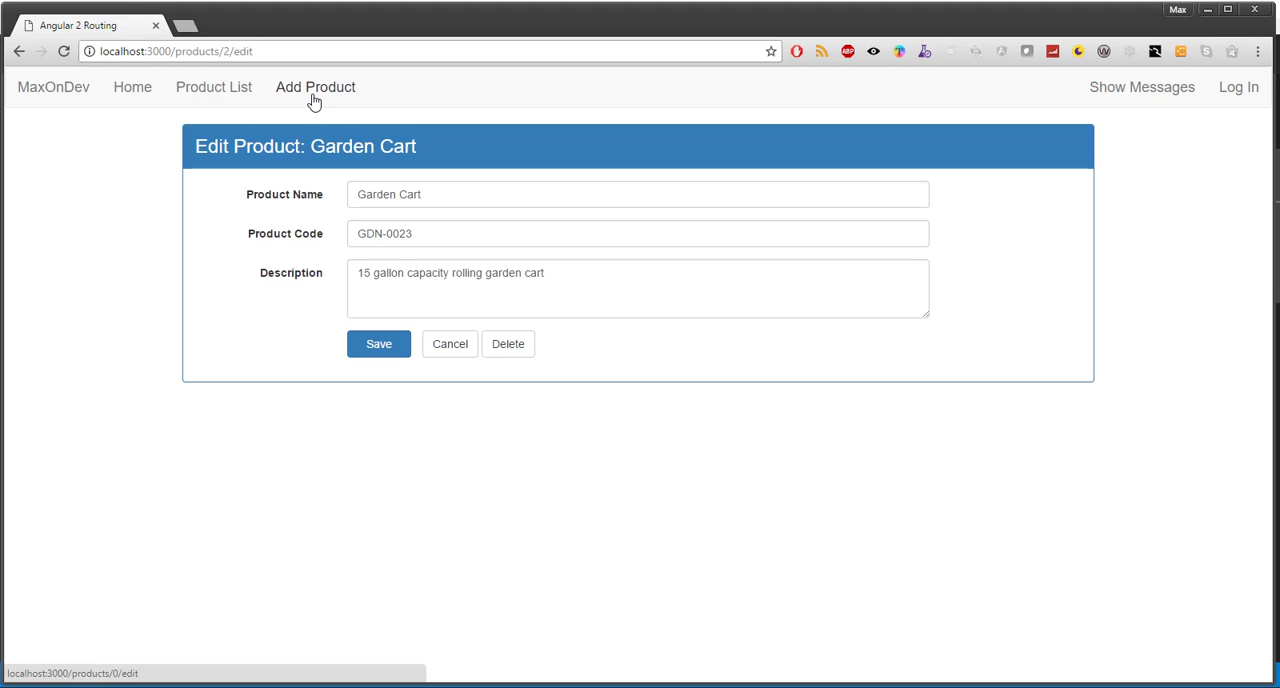 Max
Angular 2 Routing
localhost:3000/products/2/edit
MaxOnDev Home Product List Add Product Show Messages Log In
Edit Product: Garden Cart
Product Name Garden Cart
Product Code GDN-0023
Description 15 gallon capacity rolling garden cart
Save Cancel Delete
localhost:3000/products/0/edit